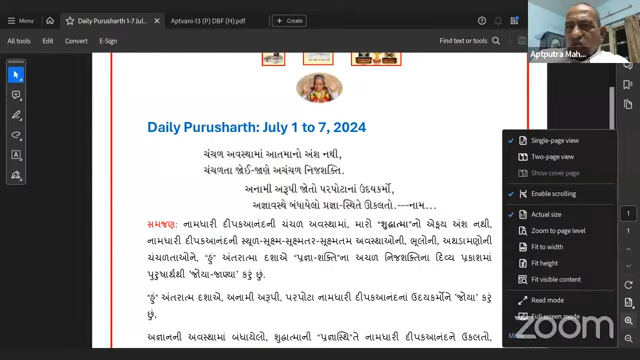 Menu
Daily Purusharth 1-7 Jul...
Aptvani-13 (P) DBF (H).pdf
+ Create
All tools
Edit
Convert
E-Sign
Find text or tools
Aptputra Mah...
Daily Purusharth: July 1 to 7, 2024
ચંચળ અવસ્થામાં આત્માનો અંશ નથી,
ચંચળતા જોઈ-જાણે અચંચળ નિજશક્તિ.
અનામી અરૂપી જોતો પરપોટાનાં ઉદયકર્મો,
અજ્ઞાવસ્થે બંધાયેલો પ્રજ્ઞા-સ્થિતે ઊકલતો.---નામ...
સમજણ: નામધારી દીપકઆનંદની ચંચળ અવસ્થામાં, મારો "શુદ્ધાત્મા"નો એકૂય અંશ નથી,
નામધારી દીપકઆનંદની સ્થૂળ-સૂક્ષ્મ-સૂક્ષ્મતર-સૂક્ષ્મતમ અવસ્થાઓની, ભૂલોની, અથડામણોની
ચંચળતાઓને, "હું" અંતરાત્મા દશાએ "પ્રજ્ઞા-શક્તિ"ના અચળ નિજશક્તિના દિવ્ય પ્રકાશમાં
પુરુષાર્થથી 'જોયા-જાણ્યા' કરું છું.
"હું" અંતરાત્મા દશાએ, અનામી અરૂપી, પરપોટા નામધારી દીપકઆનંદનાં ઉદયકર્મોને 'જોયા' કરું
છું,
અજ્ઞાનની અવસ્થામાં બંધાયેલો, શુદ્ધાત્માની "પ્રજ્ઞાસ્થિ"તે નામધારી દીપકઆનંદને ઉકલતો,
Single-page view
Two-page view
Show cover page
Enable scrolling
Actual size
Zoom to page level
Fit to width
Fit height
Fit visible content
Read mode
Full screen mode
More
1
1
zoom